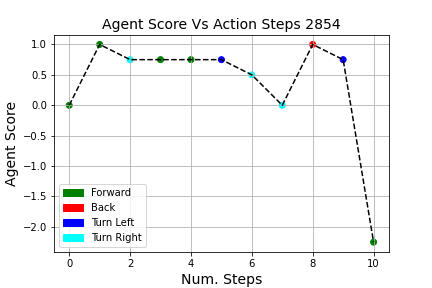 Agent Score Vs Action Steps 2854
Agent Score
1.0
0.5
0.0
−0.5
−1.0
−1.5
−2.0
Forward
Back
Turn Left
Turn Right
0 2 4 6 8 10
Num. Steps